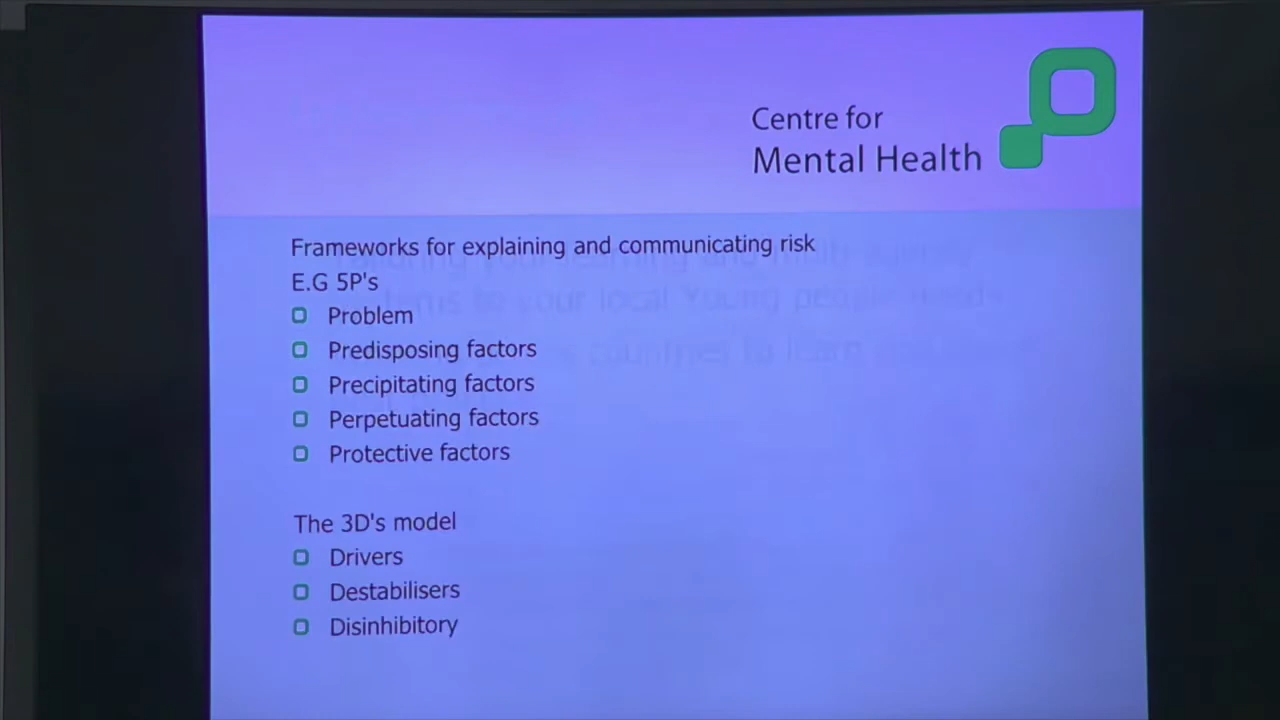 Centre for
Mental Health
Frameworks for explaining and communicating risk
E.G 5P's
Problem
Predisposing factors
Precipitating factors
Perpetuating factors
Protective factors
The 3D's model
Drivers
Destabilisers
Disinhibitory